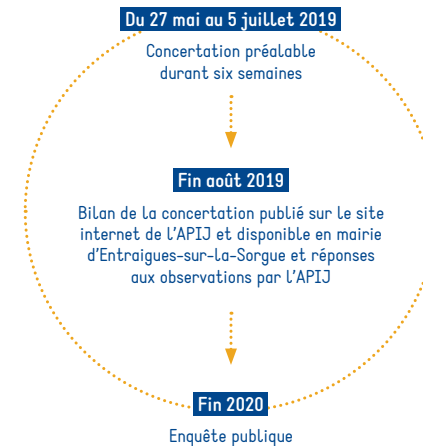 Du 27 mai au 5 juillet 2019
Concertation préalable
durant six semaines
Fin août 2019
Bilan de la concertation publié sur le site
internet de l'APIJ et disponible en mairie
d'Entraigues-sur-la-Sorgue et réponses
aux observations par l'APIJ
Fin 2020
Enquête publique